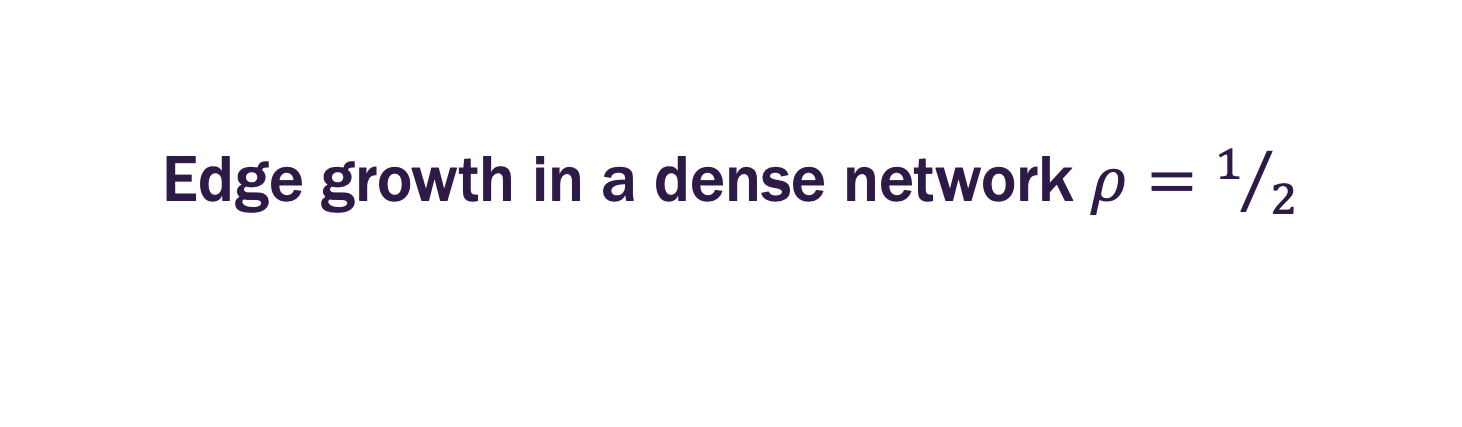 Edge growth in a dense network 𝜌 = 1/2